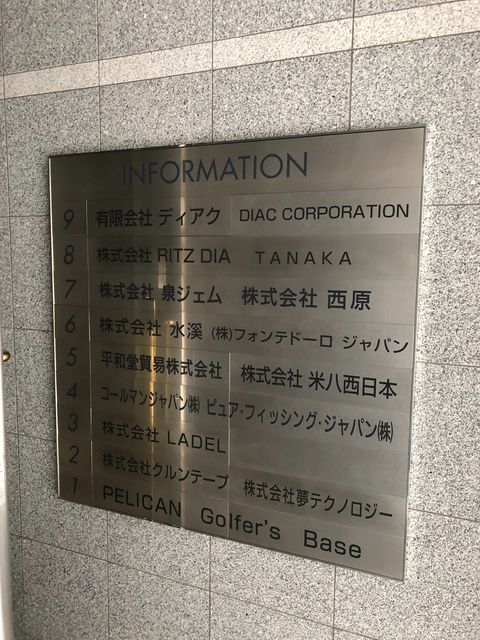 INFORMATION
9 有限会社 ディアク DIAC CORPORATION
8 株式会社 RITZ DIA TANAKA
7 株式会社 泉ジェム 株式会社 西原
6 株式会社 水渓 (株)フォンテドーロ ジャパン
5 平和堂貿易株式会社 株式会社 米八西日本
4 コールマンジャパン㈱ ピュア・フィッシング・ジャパン㈱
3 株式会社 LADEL
2 株式会社クルンテープ 株式会社夢テクノロジー
1 PELICAN Golfer's Base